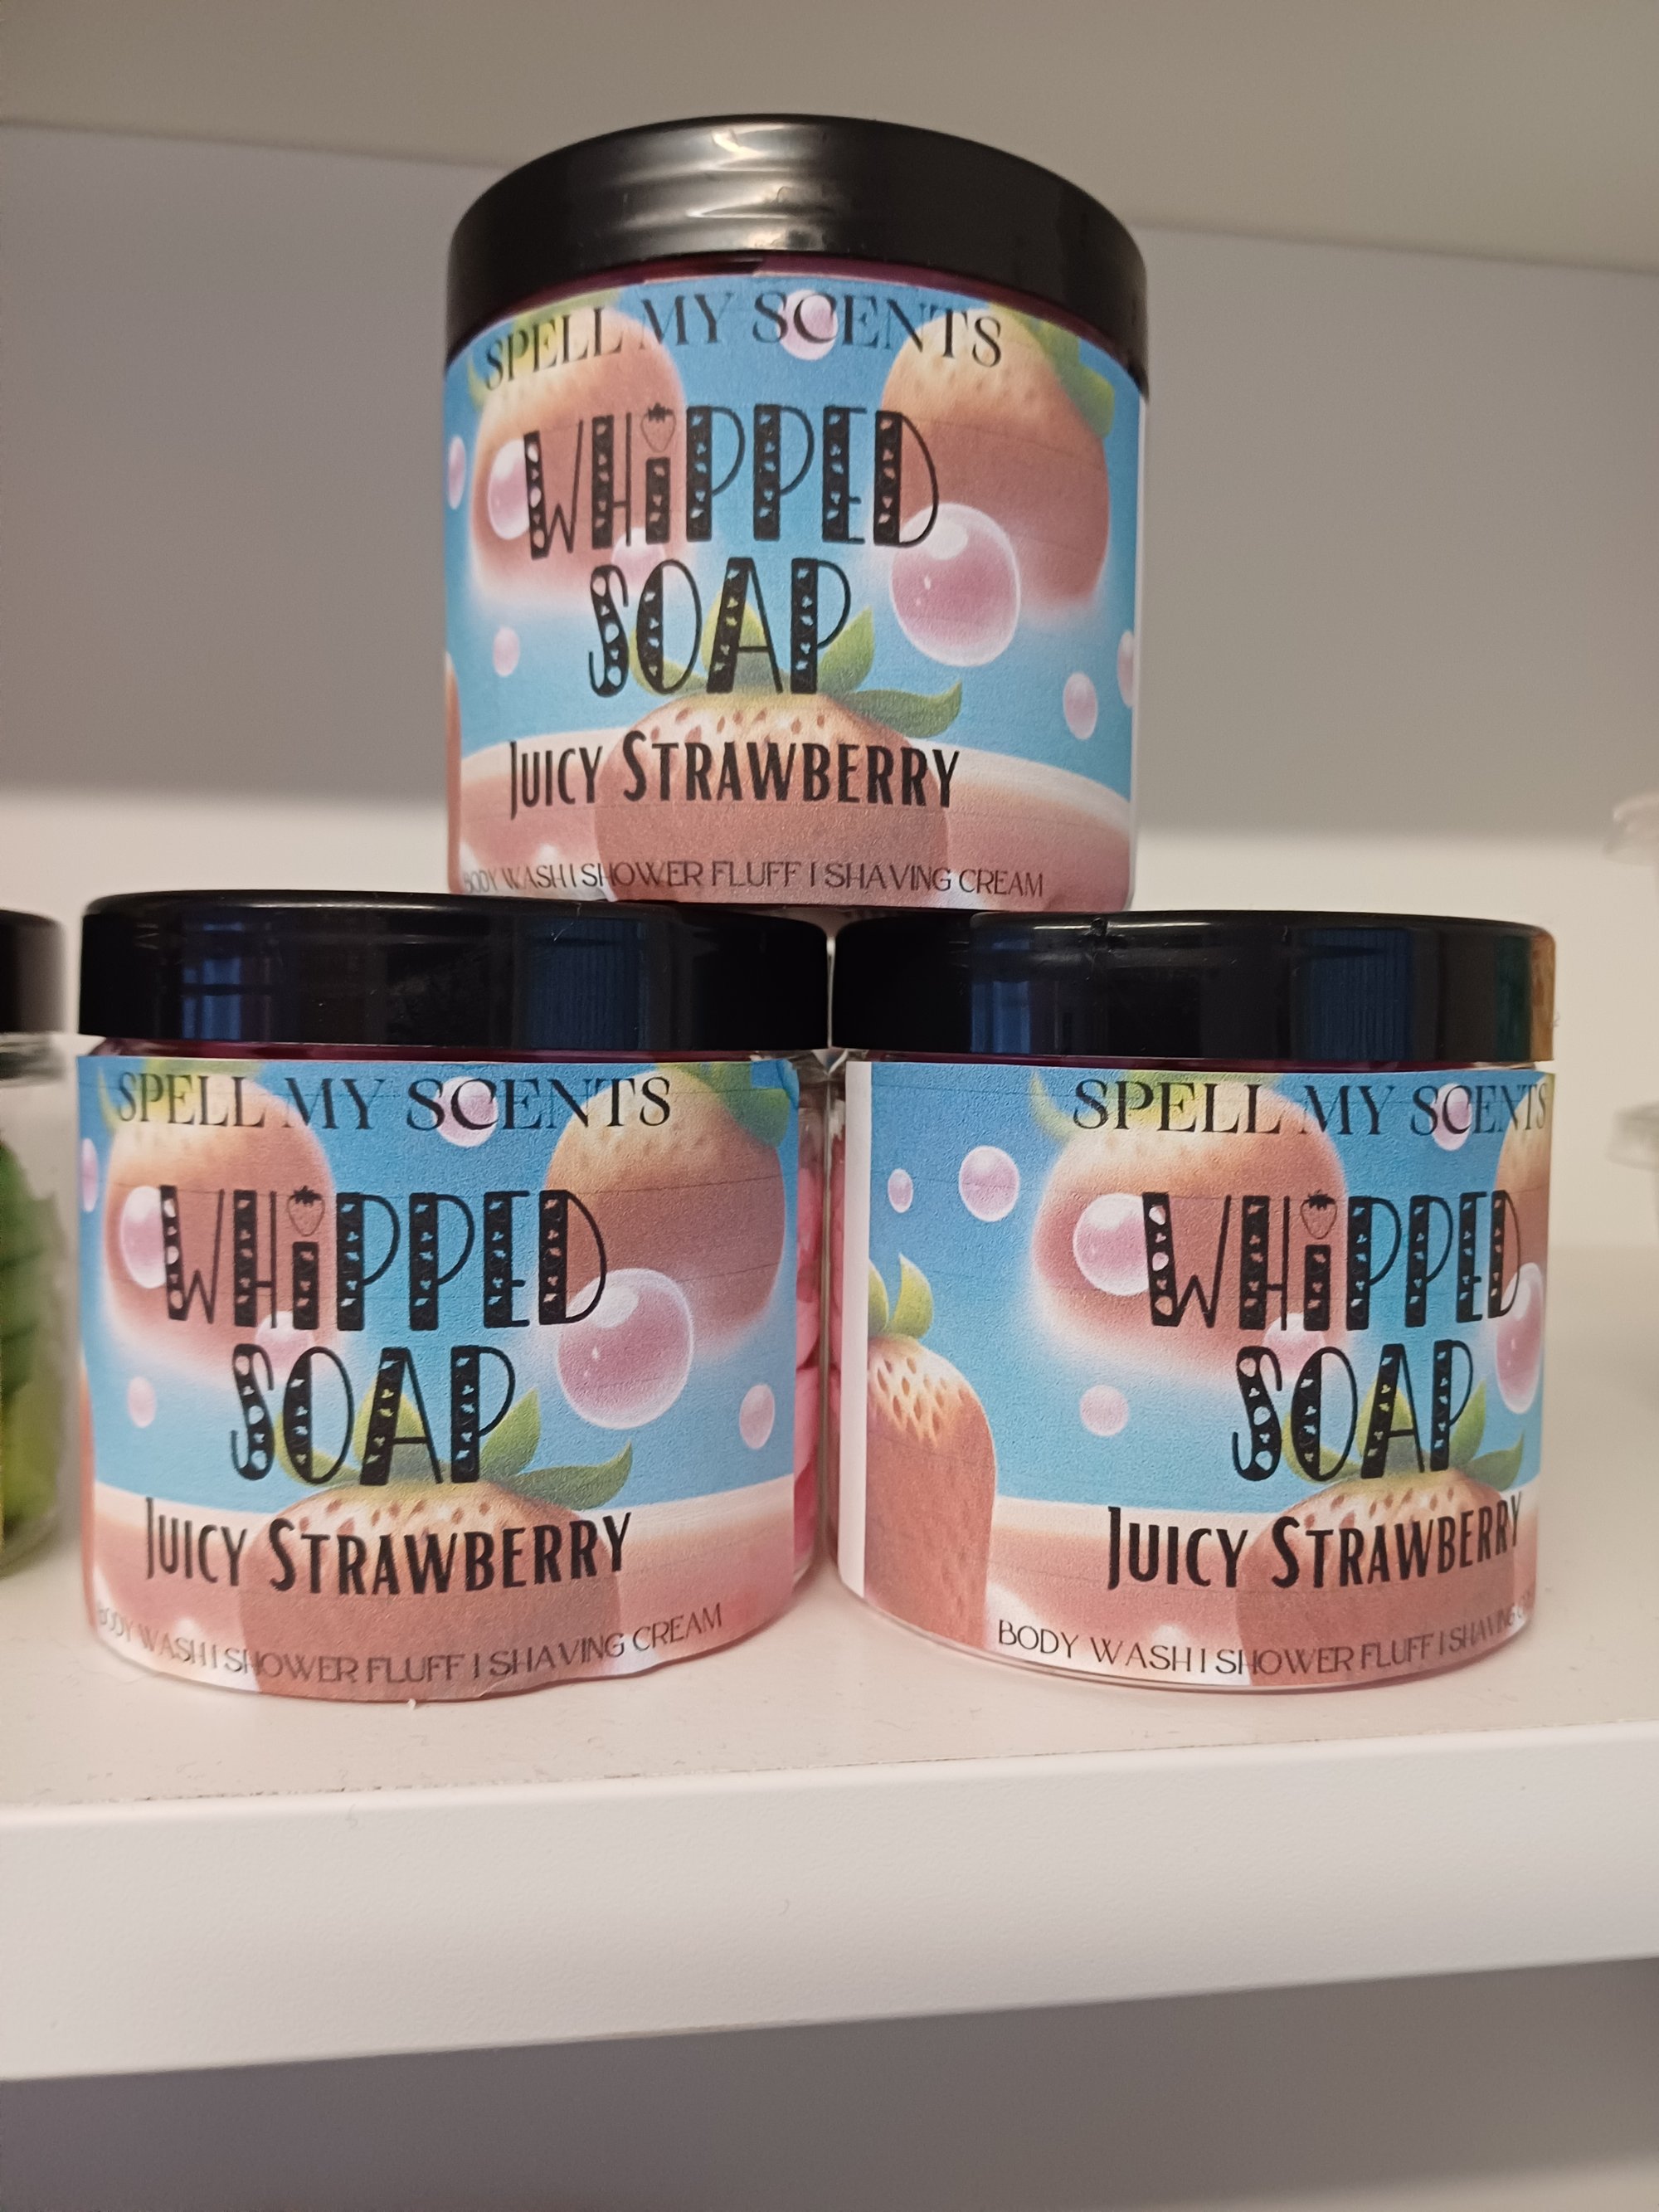 SPELL MY SCENTS
WHiPPED
SOAP
JUICY STRAWBERRY
BODY WASH | SHOWER FLUFF | SHAVING CREAM
SPELL MY SCENTS
WHiPPED
SOAP
JUICY STRAWBERRY
BODY WASH | SHOWER FLUFF | SHAVING CREAM
SPELL MY SCENTS
WHiPPED
SOAP
JUICY STRAWBERRY
BODY WASH | SHOWER FLUFF | SHAVING